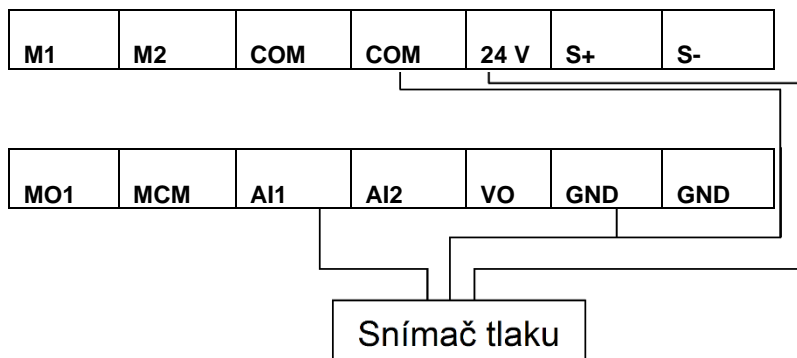 M1 M2 COM COM 24 V S+ S-
MO1 MCM AI1 AI2 VO GND GND
Snímač tlaku